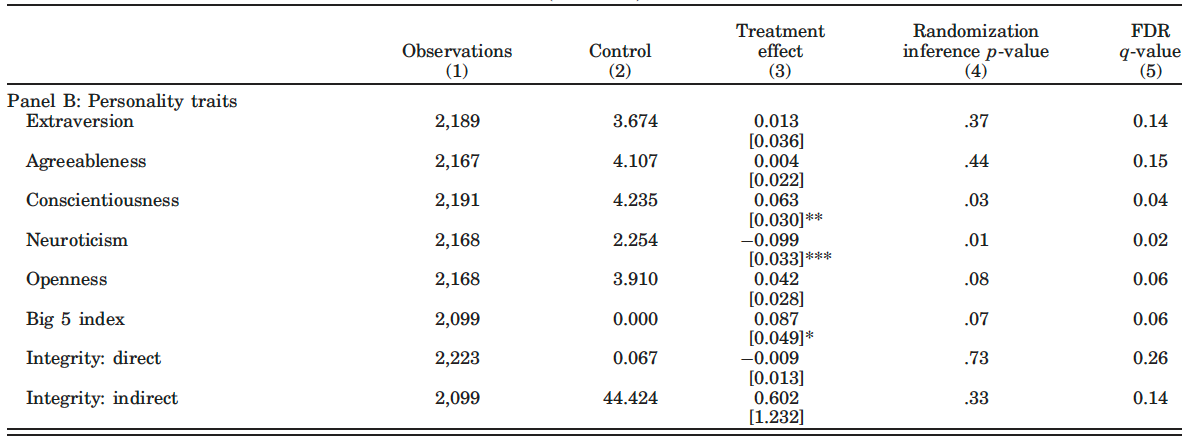 Treatment Randomization FDR
Observations Control effect inference p-value q-value
(1) (2) (3) (4) (5)
Panel B: Personality traits
Extraversion 2,189 3.674 0.013 .37 0.14
[0.036]
Agreeableness 2,167 4.107 0.004 .44 0.15
[0.022]
Conscientiousness 2,191 4.235 0.063 .03 0.04
[0.030]**
Neuroticism 2,168 2.254 −0.099 .01 0.02
[0.033]***
Openness 2,168 3.910 0.042 .08 0.06
[0.028]
Big 5 index 2,099 0.000 0.087 .07 0.06
[0.049]*
Integrity: direct 2,223 0.067 −0.009 .73 0.26
[0.013]
Integrity: indirect 2,099 44.424 0.602 .33 0.14
[1.232]